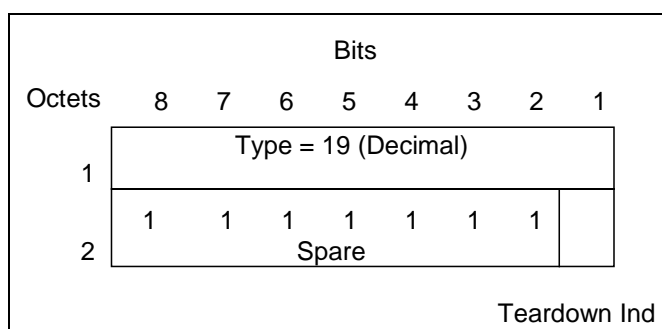 Bits
Octets 8 7 6 5 4 3 2 1
Type = 19 (Decimal)
1
1 1 1 1 1 1 1
2 Spare
Teardown Ind